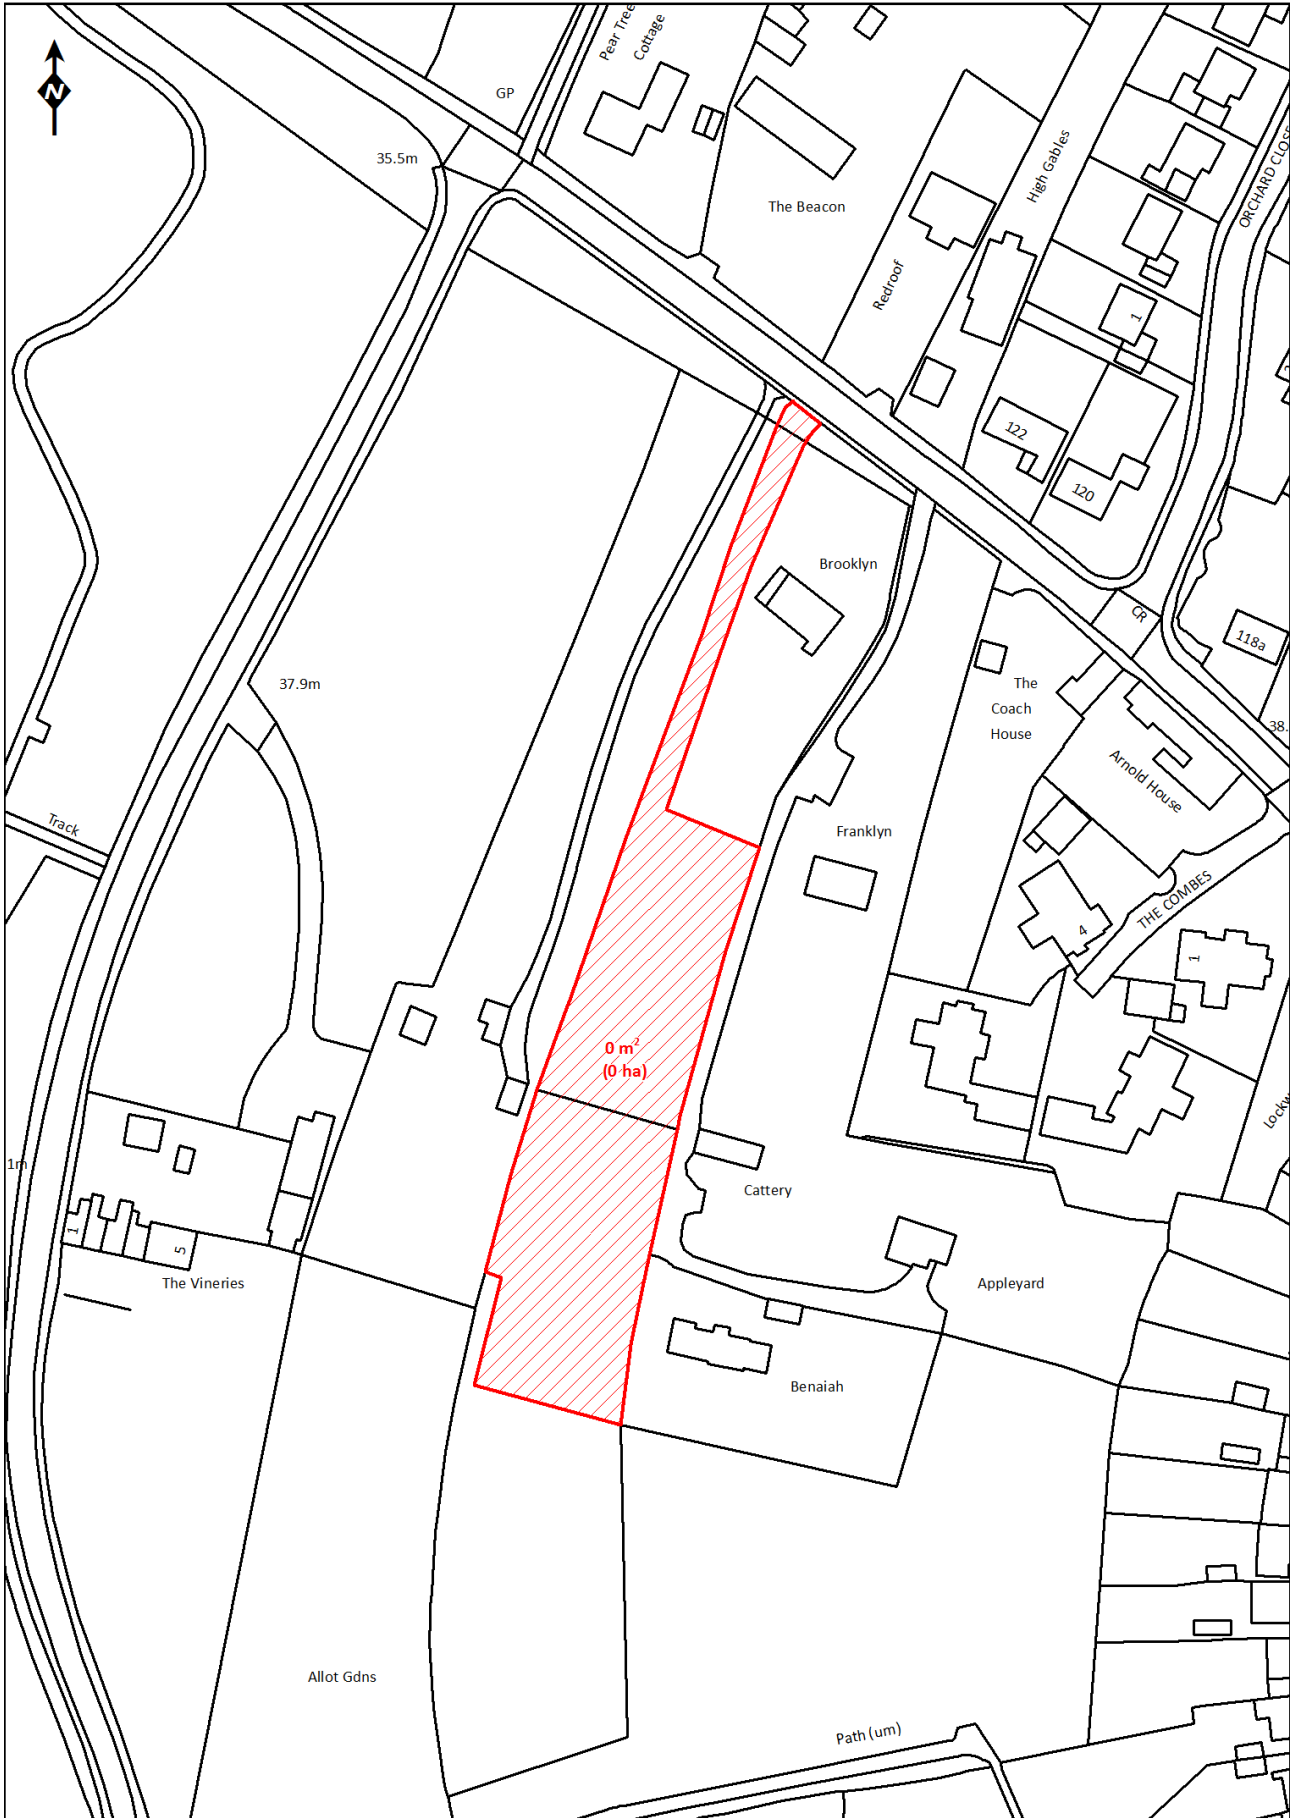 N
Pear Tree
Cottage
GP
35.5m
The Beacon
High Gables
ORCHARD CLOSE
Redroof
1
122
120
Brooklyn
CR
118a
The
Coach
House
37.9m
38.
Arnold House
Track
Franklyn
THE COMBES
4
1
0 m²
(0 ha)
1m
Cattery
1
5
The Vineries
Appleyard
Benaiah
Allot Gdns
Path (um)